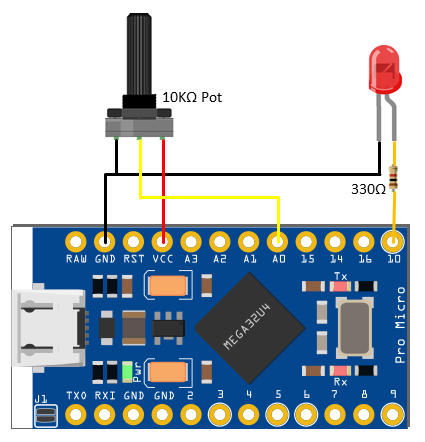 10KΩ Pot
330Ω
RAW GND RST VCC A3 A2 A1 A0 15 14 16 10
Tx
MEGA32U4
Pro Micro
Pwr
Rx
J1
TX0 RXI GND GND 2 3 4 5 6 7 8 9